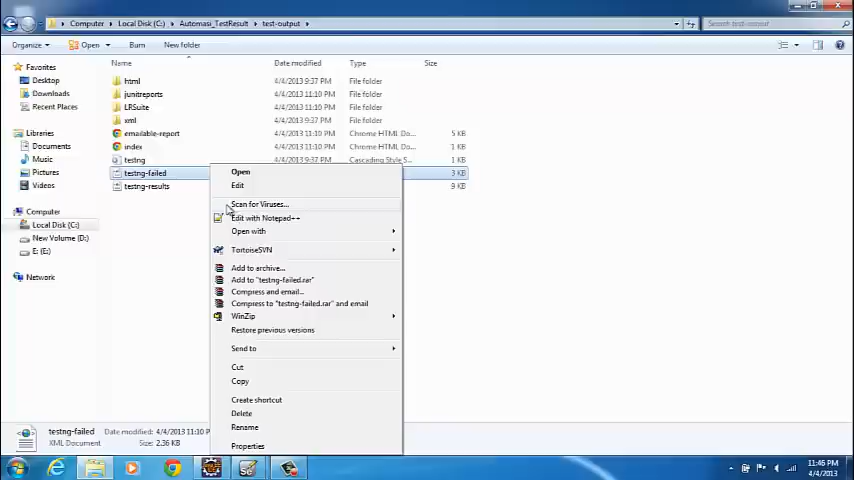 Computer
Local Disk (C:)
Automasi_TestResult
test-output
Organize
Open
Burn
New folder
Name
Date modified
Type
Size
Favorites
Desktop
Downloads
Recent Places
Libraries
Documents
Music
Pictures
Videos
Computer
Local Disk (C:)
New Volume (D:)
E: (E:)
Network
html 4/4/2013 9:37 PM File folder
junitreports 4/4/2013 11:10 PM File folder
LRSuite 4/4/2013 11:10 PM File folder
xml 4/4/2013 9:37 PM File folder
emailable-report 4/4/2013 11:10 PM Chrome HTML Do... 5 KB
index 4/4/2013 11:10 PM Chrome HTML Do... 1 KB
testng 4/4/2013 9:37 PM Cascading Style S... 1 KB
testng-failed 3 KB
testng-results 9 KB
Open
Edit
Scan for Viruses...
Edit with Notepad++
Open with
TortoiseSVN
Add to archive...
Add to "testng-failed.rar"
Compress and email...
Compress to "testng-failed.rar" and email
WinZip
Restore previous versions
Send to
Cut
Copy
Create shortcut
Delete
Rename
Properties
testng-failed Date modified: 4/4/2013 11:10 P
XML Document Size: 2.36 KB
11:46 PM
4/4/2013